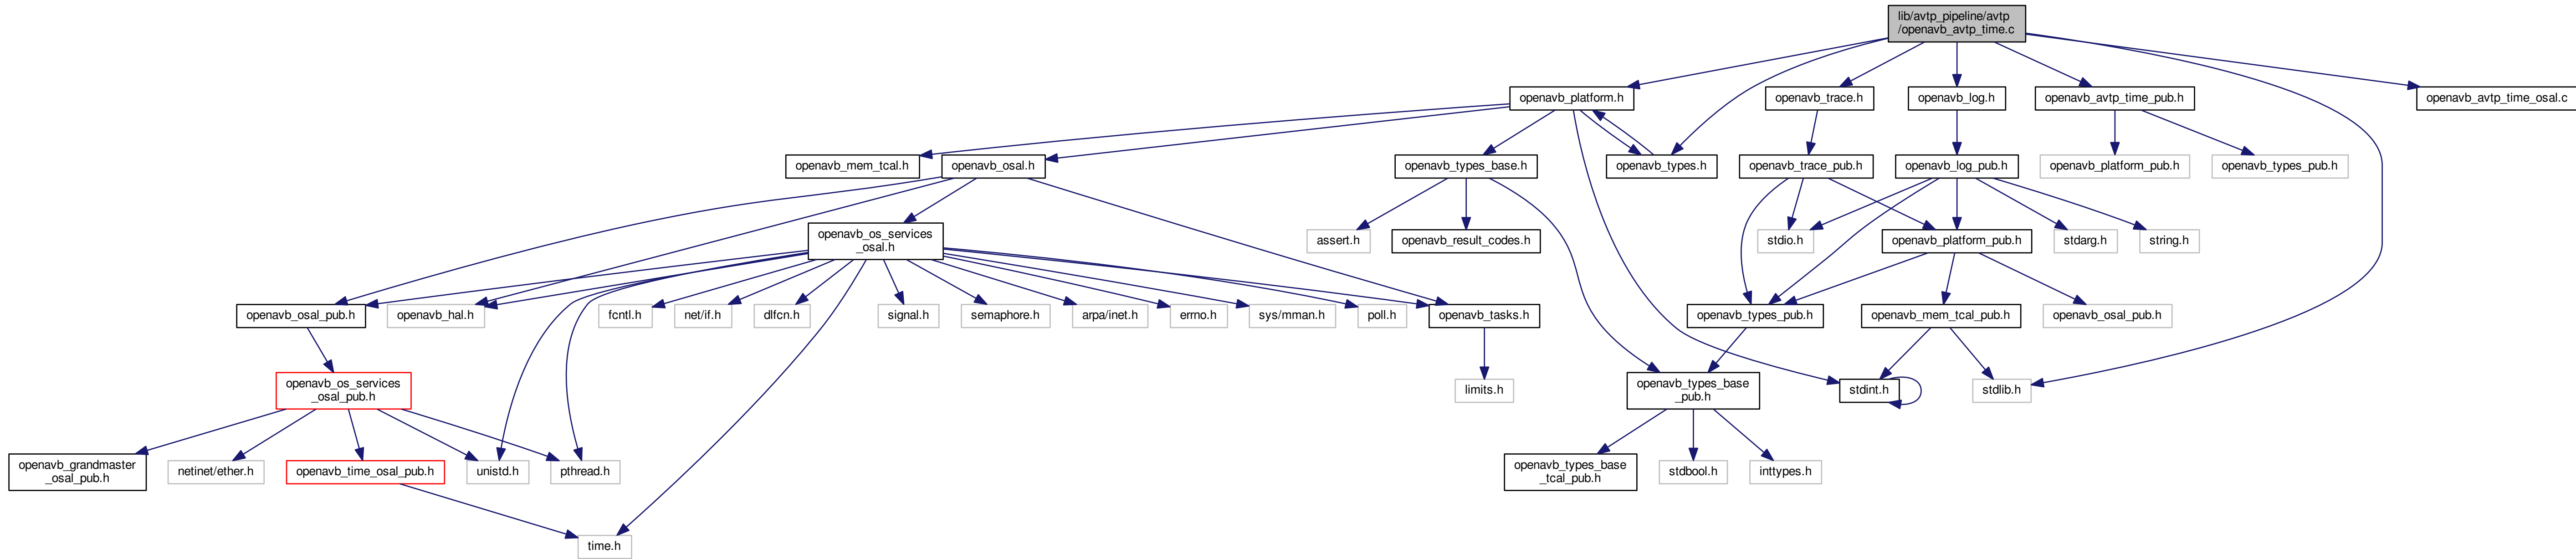 lib/avtp_pipeline/avtp
/openavb_avtp_time.c
openavb_platform.h
openavb_trace.h
openavb_log.h
openavb_avtp_time_pub.h
openavb_avtp_time_osal.c
openavb_mem_tcal.h
openavb_osal.h
openavb_types_base.h
openavb_types.h
openavb_trace_pub.h
openavb_log_pub.h
openavb_platform_pub.h
openavb_types_pub.h
openavb_os_services
_osal.h
assert.h
openavb_result_codes.h
stdio.h
openavb_platform_pub.h
stdarg.h
string.h
openavb_osal_pub.h
openavb_hal.h
fcntl.h
net/if.h
dlfcn.h
signal.h
semaphore.h
arpa/inet.h
errno.h
sys/mman.h
poll.h
openavb_tasks.h
openavb_types_pub.h
openavb_mem_tcal_pub.h
openavb_osal_pub.h
openavb_os_services
_osal_pub.h
limits.h
openavb_types_base
_pub.h
stdint.h
stdlib.h
openavb_grandmaster
_osal_pub.h
netinet/ether.h
openavb_time_osal_pub.h
unistd.h
pthread.h
openavb_types_base
_tcal_pub.h
stdbool.h
inttypes.h
time.h